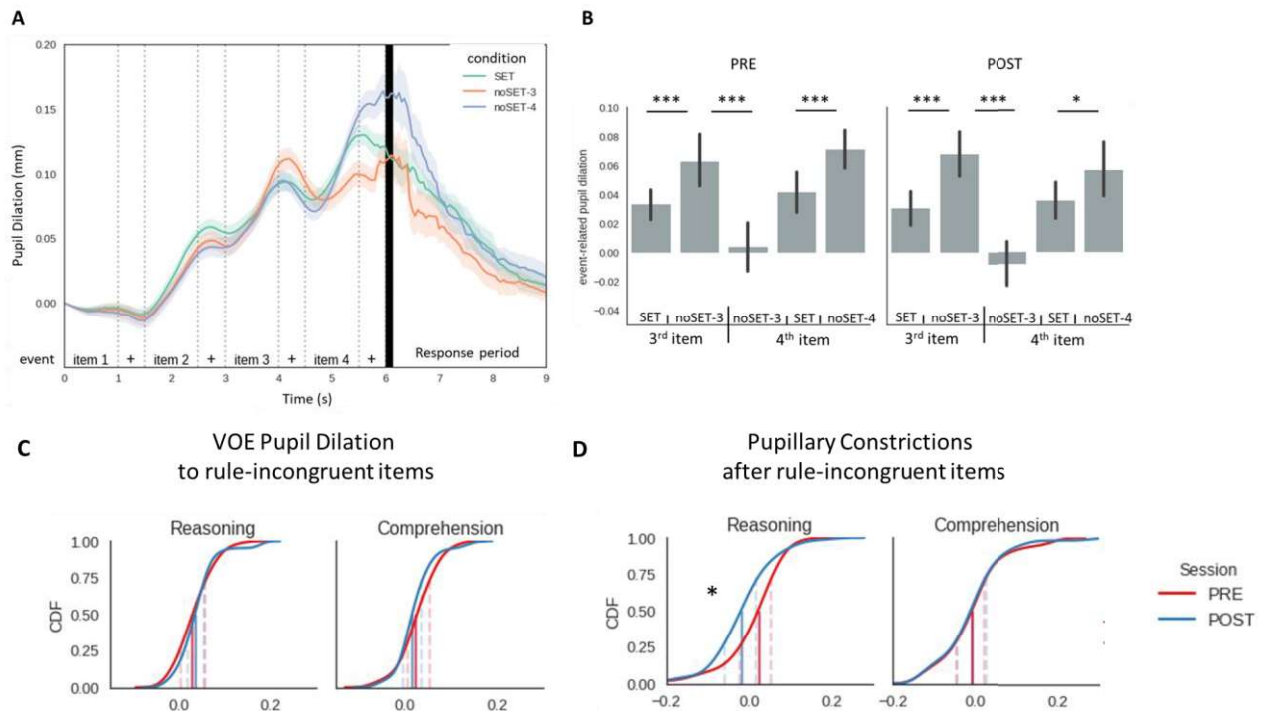 A
0.20
0.15
0.10
0.05
0.00
Pupil Dilation (mm)
condition
SET
noSET-3
noSET-4
event
item 1
+
item 2
+
item 3
+
item 4
+
Response period
0 1 2 3 4 5 6 7 8 9
Time (s)
B
PRE
POST
*** *** ***
*** *** *
0.10
0.08
0.06
0.04
0.02
0.00
−0.02
−0.04
event-related pupil dilation
SET noSET-3 noSET-3 SET noSET-4
3rd item 4th item
SET noSET-3 noSET-3 SET noSET-4
3rd item 4th item
C
VOE Pupil Dilation
to rule-incongruent items
Reasoning
Comprehension
1.00
0.75
0.50
0.25
0.00
CDF
0.0 0.2
0.0 0.2
D
Pupillary Constrictions
after rule-incongruent items
Reasoning
Comprehension
1.00
0.75
0.50
0.25
0.00
CDF
*
−0.2 0.0 0.2
−0.2 0.0 0.2
Session
PRE
POST